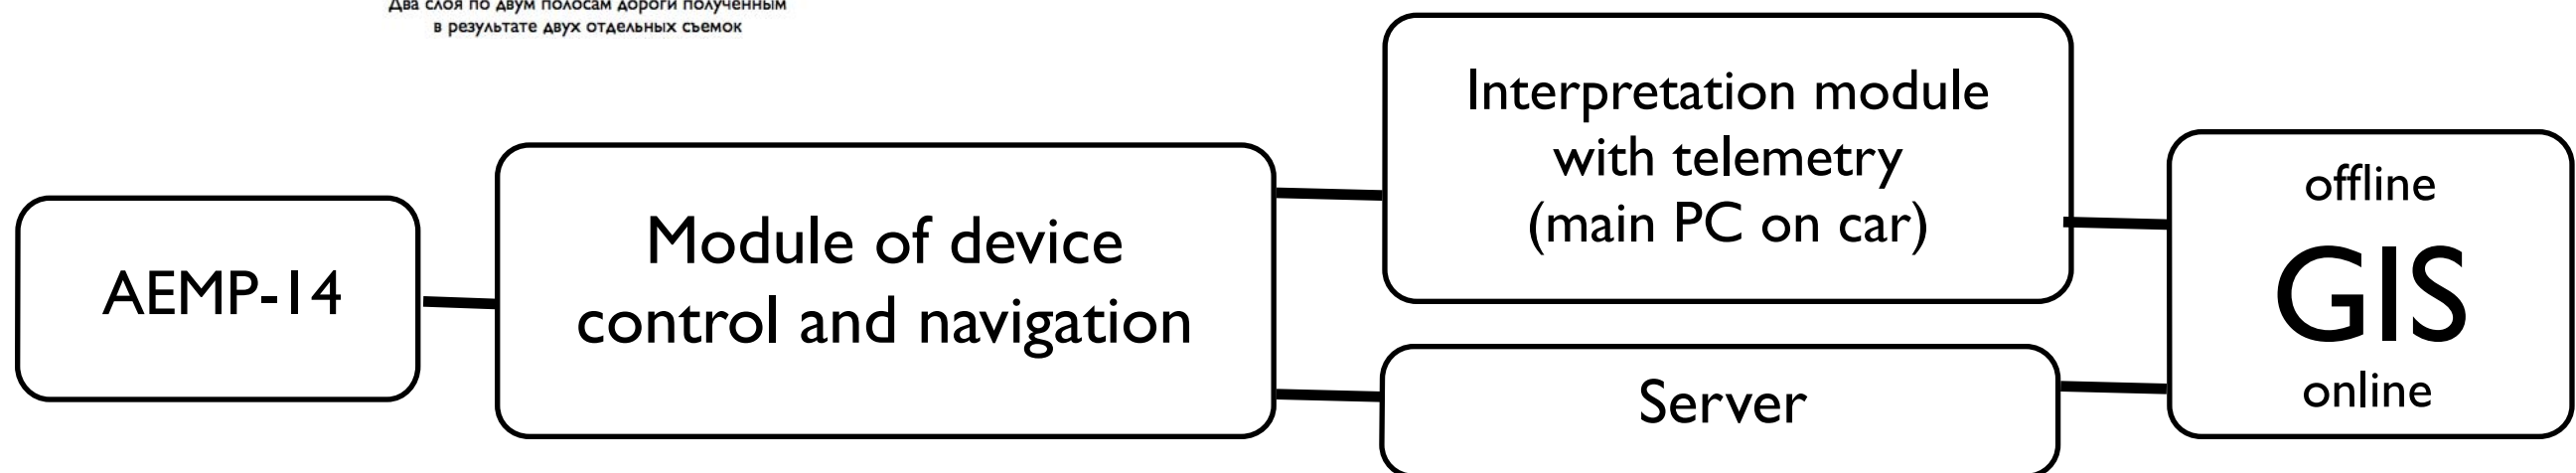 Два слоя по двум полосам дороги полученным
в результате двух отдельных съемок
AEMP-14
Module of device
control and navigation
Interpretation module
with telemetry
(main PC on car)
Server
offline
GIS
online